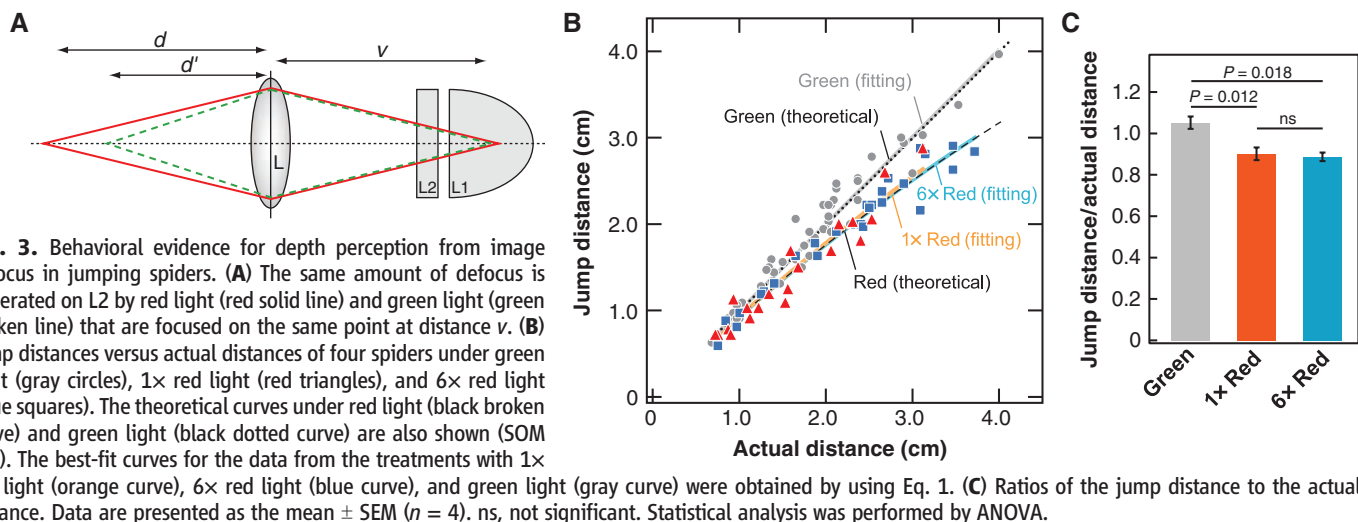 A
d
v
d'
L
L2
L1
B
Jump distance (cm)
4.0
3.0
2.0
1.0
0
0
1.0
2.0
3.0
4.0
Actual distance (cm)
Green (fitting)
Green (theoretical)
6× Red (fitting)
1× Red (fitting)
Red (theoretical)
C
Jump distance/actual distance
P = 0.018
P = 0.012
ns
1.2
1.0
0.8
0.6
0.4
0.2
0
Green
1× Red
6× Red
. 3. Behavioral evidence for depth perception from image
ocus in jumping spiders. (A) The same amount of defocus is
erated on L2 by red light (red solid line) and green light (green
ken line) that are focused on the same point at distance v. (B)
p distances versus actual distances of four spiders under green
t (gray circles), 1× red light (red triangles), and 6× red light
e squares). The theoretical curves under red light (black broken
ve) and green light (black dotted curve) are also shown (SOM
). The best-fit curves for the data from the treatments with 1×
light (orange curve), 6× red light (blue curve), and green light (gray curve) were obtained by using Eq. 1. (C) Ratios of the jump distance to the actual
ance. Data are presented as the mean ± SEM (n = 4). ns, not significant. Statistical analysis was performed by ANOVA.